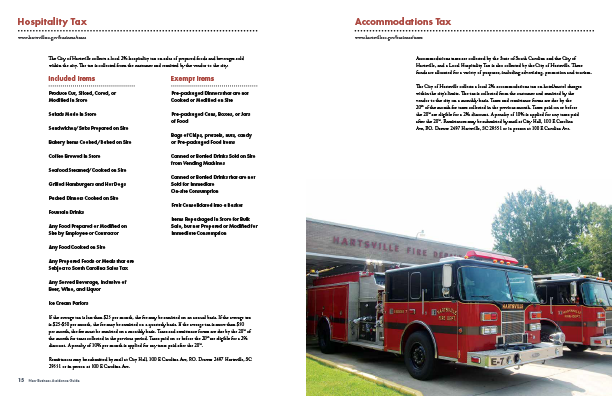 Hospitality Tax
www.hartsvillesc.gov/business/taxes
The City of Hartsville collects a local 2% hospitality tax on sales of prepared foods and beverages sold
within the city. The tax is collected from the customer and remitted by the vendor to the city.
Included Items
Produce Cut, Sliced, Cored, or
Modified in Store
Salads Made in Store
Sandwiches/ Subs Prepared on Site
Bakery Items Cooked/ Baked on Site
Coffee Brewed in Store
Seafood Steamed/ Cooked on Site
Grilled Hamburgers and Hot Dogs
Packed Dinner Cooked on Site
Fountain Drinks
Any Food Prepared or Modified on
Site by Employee or Contractor
Any Food Cooked on Site
Any Prepared Foods or Meals that are
Subject to South Carolina Sales Tax
Any Served Beverage, Inclusive of
Beer, Wine, and Liquor
Ice Cream Parlors
Exempt Items
Pre-packaged Dinners that are not
Cooked or Modified on Site
Pre-packaged Cans, Boxes, or Jars
of Food
Bags of Chips, pretzels, nuts, candy
or Pre-packaged Food Items
Canned or Bottled Drinks Sold on Site
from Vending Machines
Canned or Bottled Drinks that are not
Sold for Immediate
On-site Consumption
Fruit Consolidated into a Basket
Items Repackaged in Store for Bulk
Sale, but not Prepared or Modified for
Immediate Consumption
If the average tax is less than $25 per month, the fee may be remitted on an annual basis. If the average tax
is $25-$50 per month, the fee may be remitted on a quarterly basis. If the average tax is more than $50
per month, the fee must be remitted on a monthly basis. Taxes and remittance forms are due by the 20th of
the month for taxes collected in the previous period. Taxes paid on or before the 20th are eligible for a 2%
discount. A penalty of 10% per month is applied for any taxes paid after the 20th.
Remittances may be submitted by mail at City Hall, 100 E Carolina Ave, P.O. Drawer 2497 Hartsville, SC
29551 or in person at 100 E Carolina Ave.
15 New Business Assistance Guide
Accommodations Tax
www.hartsvillesc.gov/business/taxes
Accommodations taxes are collected by the State of South Carolina and the City of
Hartsville, and a Local Hospitality Tax is also collected by the City of Hartsville. These
funds are allocated for a variety of purposes, including advertising, promotion and tourism.
The City of Hartsville collects a local 2% accommodations tax on hotel/motel charges
within the city's limits. The tax is collected from the customer and remitted by the
vendor to the city on a monthly basis. Taxes and remittance forms are due by the
20th of the month for taxes collected in the previous month. Taxes paid on or before
the 20th are eligible for a 2% discount. A penalty of 10% is applied for any taxes paid
after the 20th. Remittances may be submitted by mail at City Hall, 100 E Carolina
Ave, P.O. Drawer 2497 Hartsville, SC 29551 or in person at 100 E Carolina Ave.
HARTSVILLE FIRE DEPT
HARTSVILLE
E-7